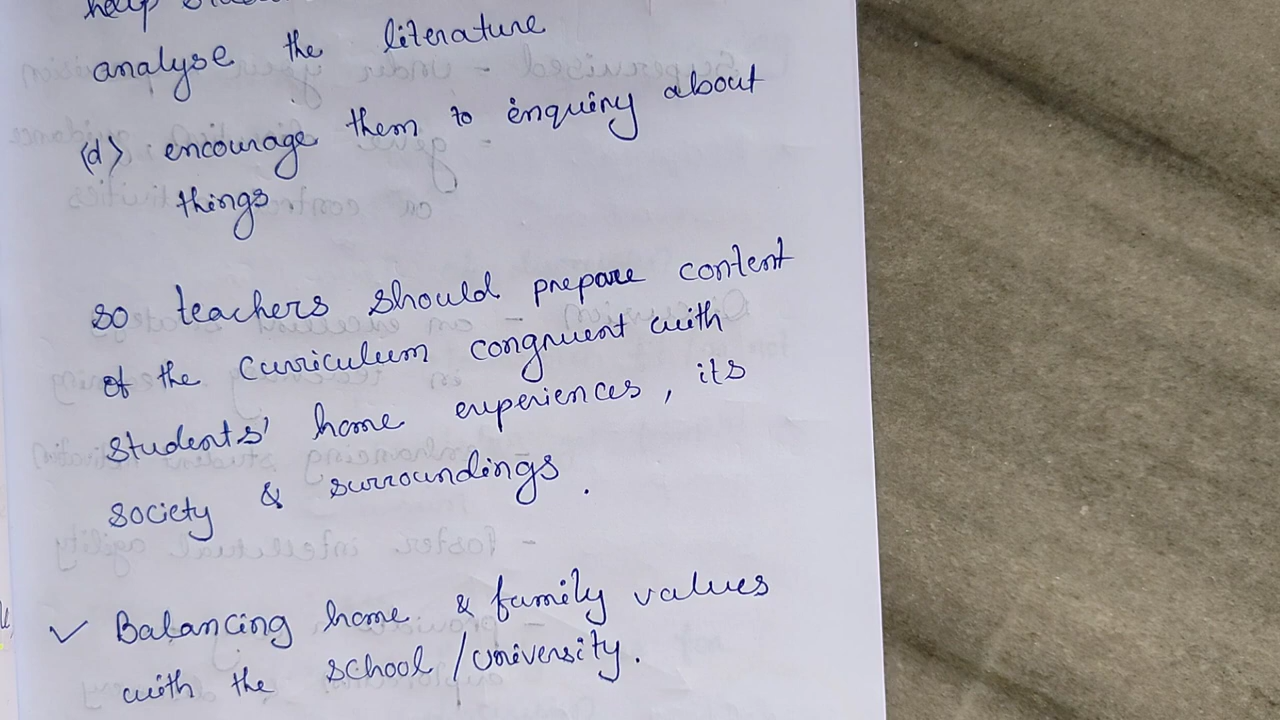 help
analyse the literature
(d) encourage them to enquiry about
things
so teachers should prepare content
of the curriculum congruent with
students' home experiences, its
society & surroundings.
✓ Balancing home & family values
with the school/university.